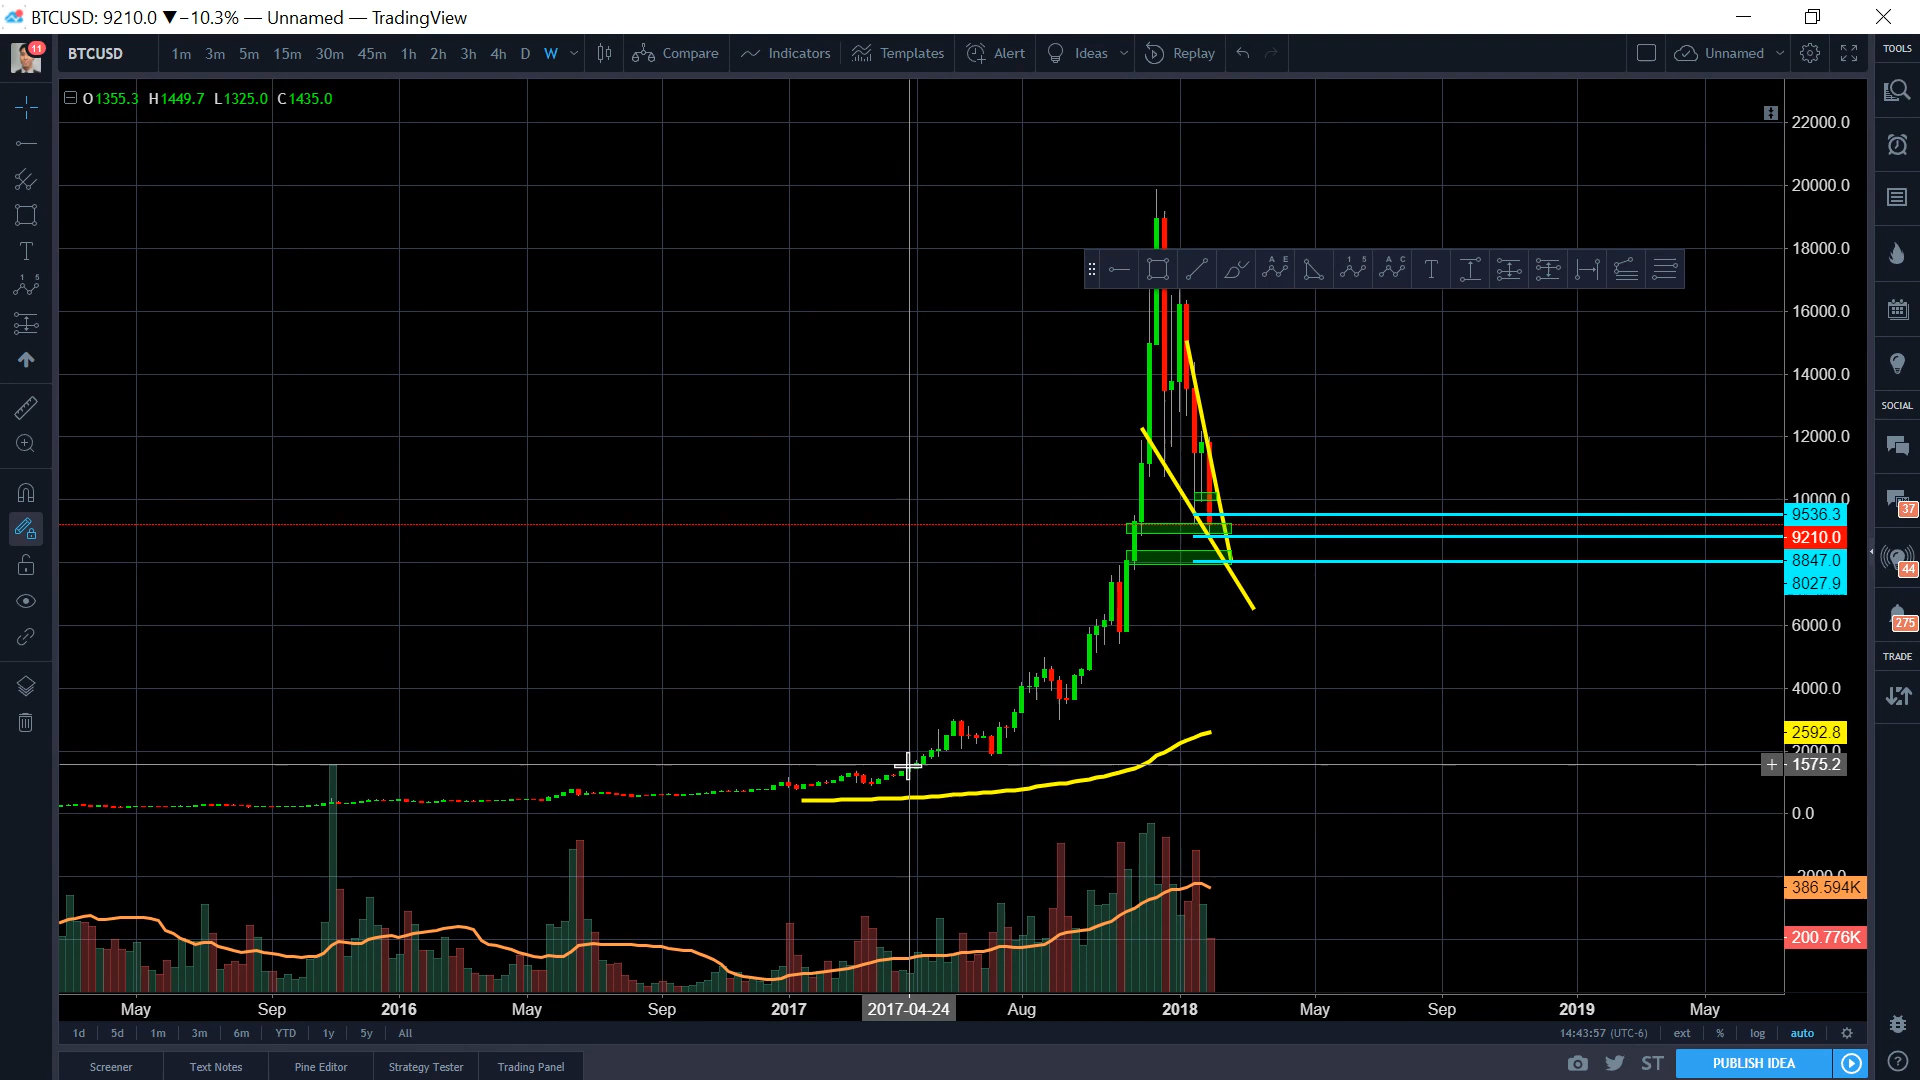 BTCUSD: 9210.0 ▼−10.3% — Unnamed — TradingView
11
BTCUSD 1m 3m 5m 15m 30m 45m 1h 2h 3h 4h D W Compare Indicators Templates Alert Ideas Replay Unnamed
TOOLS
O1355.3 H1449.7 L1325.0 C1435.0
22000.0
20000.0
18000.0
A E 1 5 A C T
16000.0
14000.0
SOCIAL
12000.0
10000.0
9536.3
37
9210.0
8847.0
44
8027.9
6000.0
275
TRADE
4000.0
2592.8
2000.0
+ 1575.2
0.0
386.594K
200.776K
May Sep 2016 May Sep 2017 2017-04-24 Aug 2018 May Sep 2019 May
1d 5d 1m 3m 6m YTD 1y 5y All 14:43:57 (UTC-6) ext % log auto
Screener Text Notes Pine Editor Strategy Tester Trading Panel ST PUBLISH IDEA